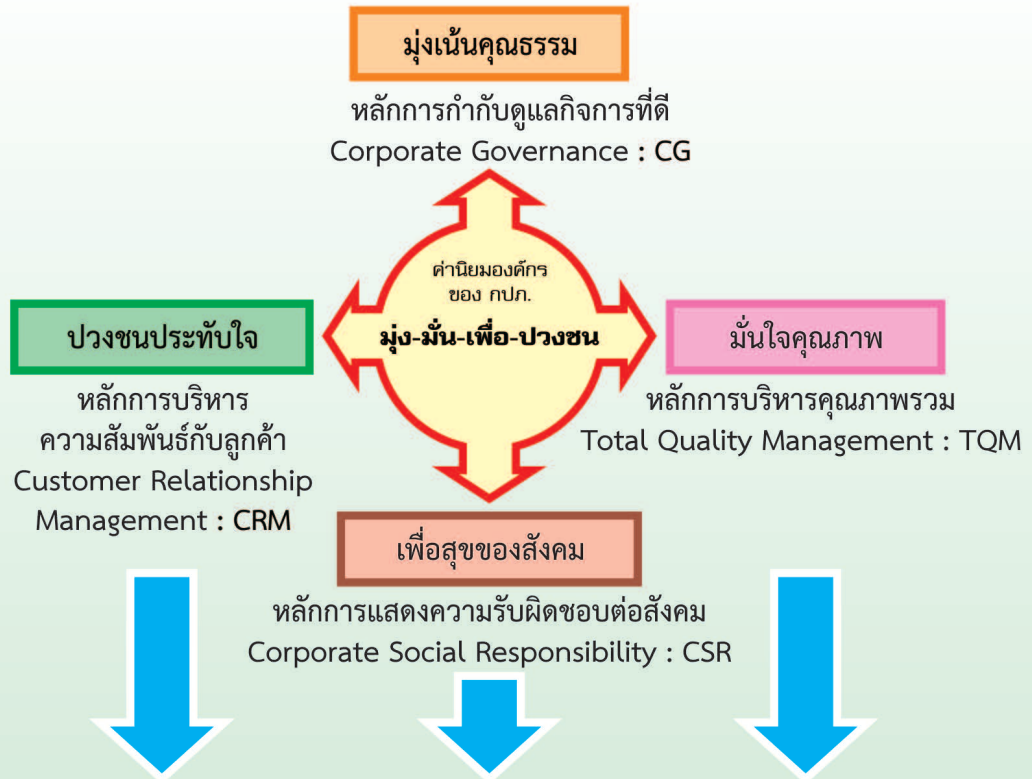 มุ่งเน้นคุณธรรม
หลักการกำกับดูแลกิจการที่ดี
Corporate Governance : CG
ค่านิยมองค์กร
ของ กปภ.
มุ่ง-มั่น-เพื่อ-ปวงชน
ปวงชนประทับใจ
หลักการบริหาร
ความสัมพันธ์กับลูกค้า
Customer Relationship
Management : CRM
มั่นใจคุณภาพ
หลักการบริหารคุณภาพรวม
Total Quality Management : TQM
เพื่อสุขของสังคม
หลักการแสดงความรับผิดชอบต่อสังคม
Corporate Social Responsibility : CSR